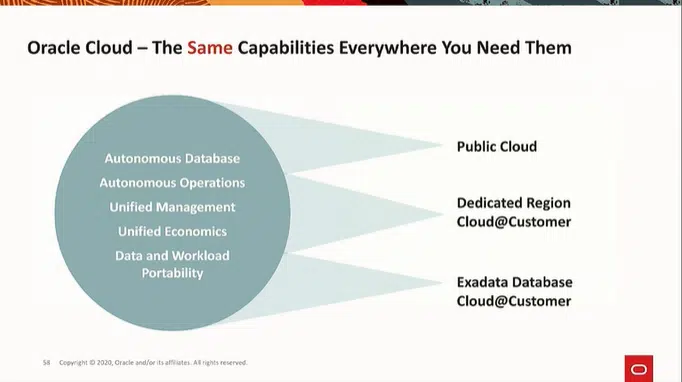 Oracle Cloud – The Same Capabilities Everywhere You Need Them
Autonomous Database
Autonomous Operations
Unified Management
Unified Economics
Data and Workload
Portability
Public Cloud
Dedicated Region
Cloud@Customer
Exadata Database
Cloud@Customer
58 Copyright © 2020, Oracle and/or its affiliates. All rights reserved.